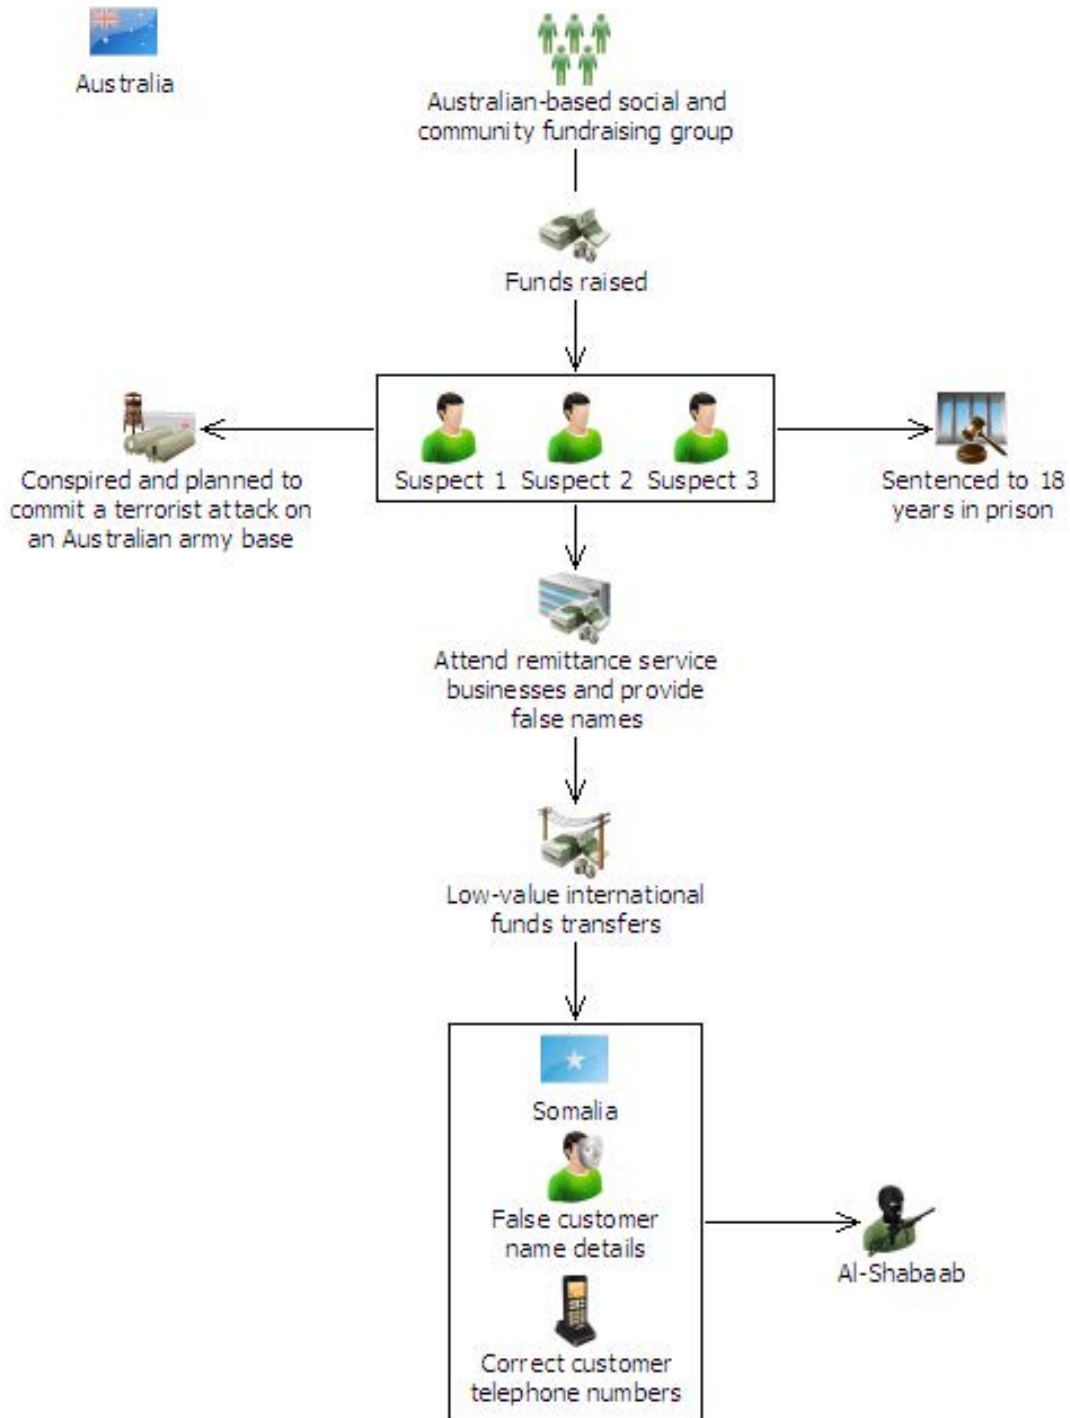 Australia
Australian-based social and
community fundraising group
Funds raised
Suspect 1 Suspect 2 Suspect 3
Conspired and planned to
commit a terrorist attack on
an Australian army base
Sentenced to 18
years in prison
Attend remittance service
businesses and provide
false names
Low-value international
funds transfers
Somalia
False customer
name details
Correct customer
telephone numbers
Al-Shabaab